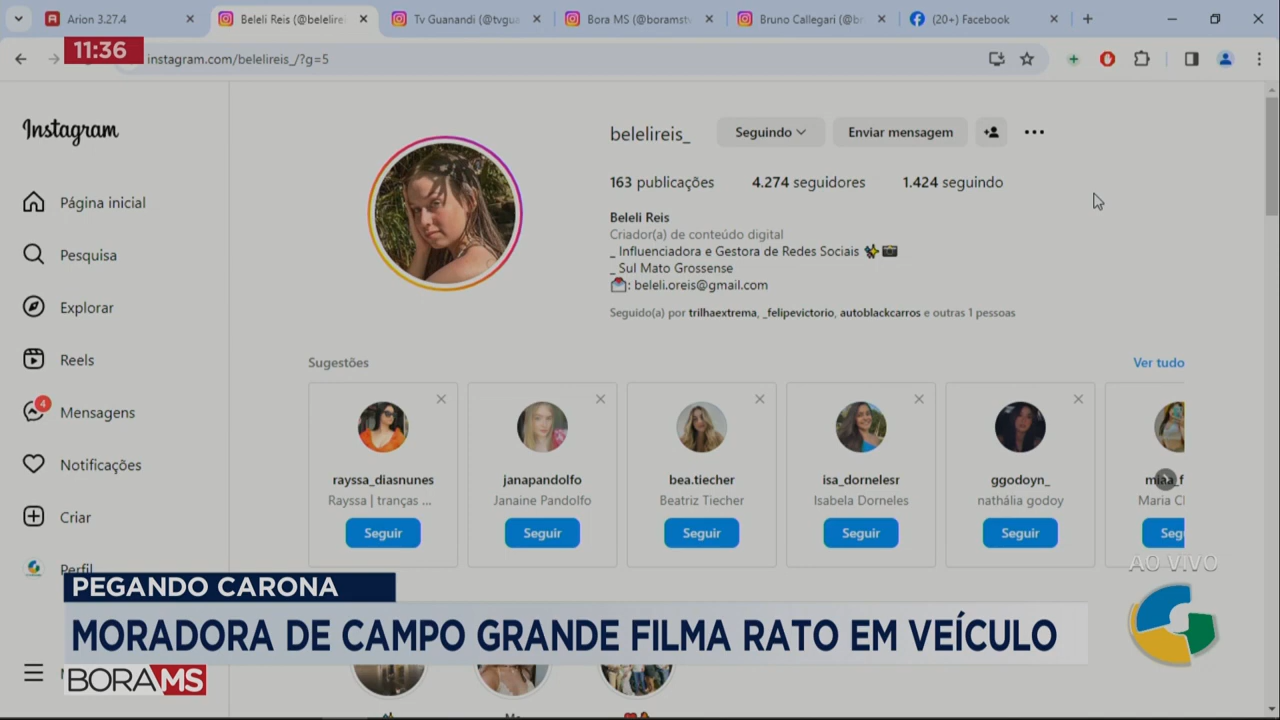 Arion 3.27.4
Beleli Reis (@belelirei
Tv Guanandi (@tvgua
Bora MS (@boramstv
Bruno Callegari (@br
(20+) Facebook
11:36
instagram.com/belelireis_/?g=5
Instagram
belelireis_
Seguindo
Enviar mensagem
163 publicações
4.274 seguidores
1.424 seguindo
Beleli Reis
Criador(a) de conteúdo digital
_ Influenciadora e Gestora de Redes Sociais
_ Sul Mato Grossense
: beleli.oreis@gmail.com
Seguido(a) por trilhaextrema, _felipevictorio, autoblackcarros e outras 1 pessoas
Página inicial
Pesquisa
Explorar
Reels
4
Mensagens
Notificações
Criar
Perfil
Sugestões
Ver tudo
rayssa_diasnunes
Rayssa | tranças ...
Seguir
janapandolfo
Janaine Pandolfo
Seguir
bea.tiecher
Beatriz Tiecher
Seguir
isa_dornelesr
Isabela Dorneles
Seguir
ggodoyn_
nathália godoy
Seguir
Maria C
Seg
AO VIVO
PEGANDO CARONA
MORADORA DE CAMPO GRANDE FILMA RATO EM VEÍCULO
BORA MS